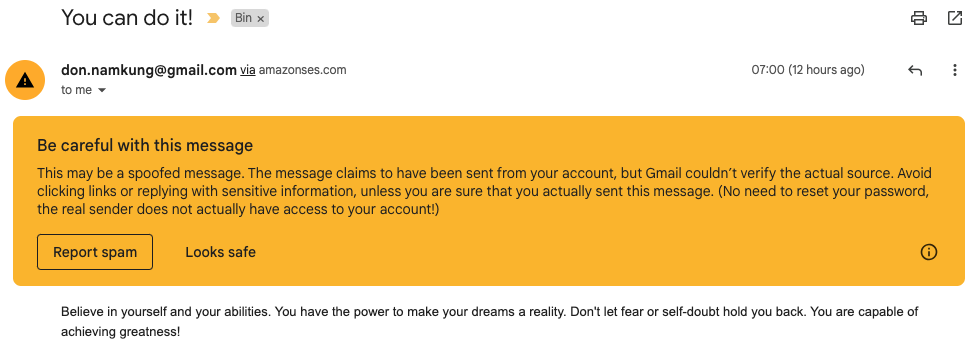 You can do it! Bin ×
don.namkung@gmail.com via amazonses.com 07:00 (12 hours ago)
to me
Be careful with this message
This may be a spoofed message. The message claims to have been sent from your account, but Gmail couldn’t verify the actual source. Avoid
clicking links or replying with sensitive information, unless you are sure that you actually sent this message. (No need to reset your password,
the real sender does not actually have access to your account!)
Report spam Looks safe
Believe in yourself and your abilities. You have the power to make your dreams a reality. Don't let fear or self-doubt hold you back. You are capable of
achieving greatness!